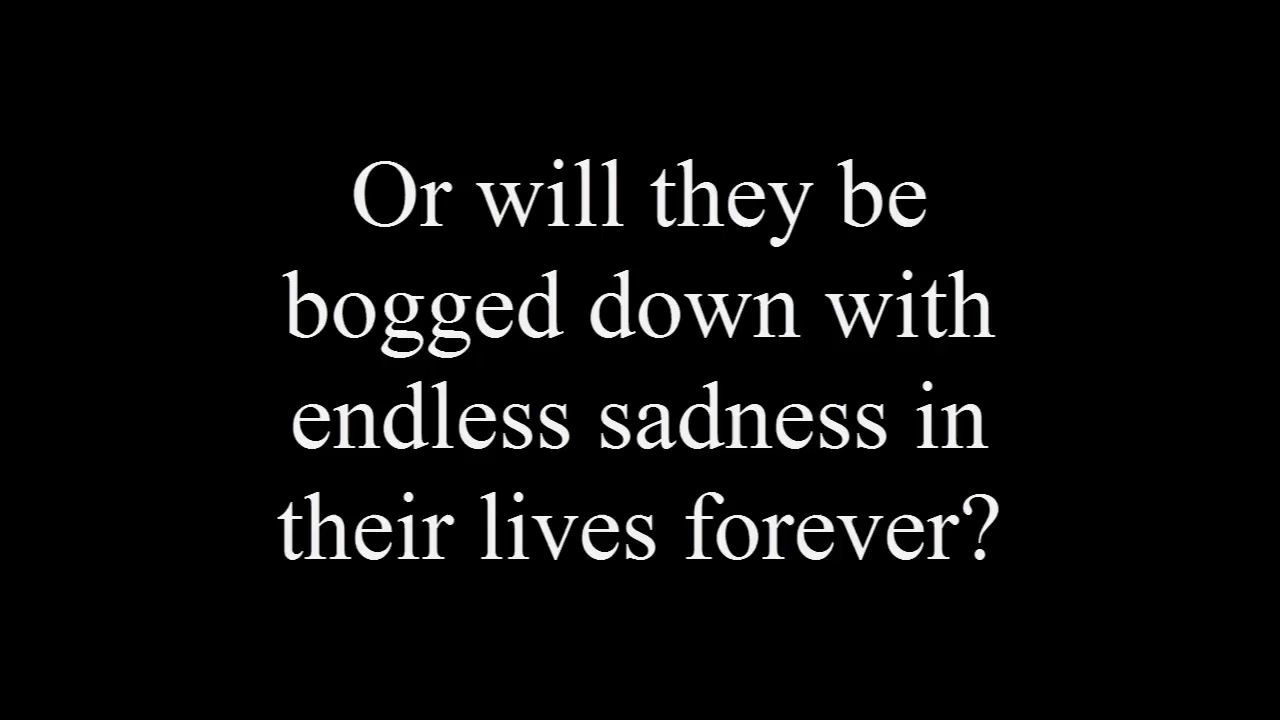 Or will they be
bogged down with
endless sadness in
their lives forever?